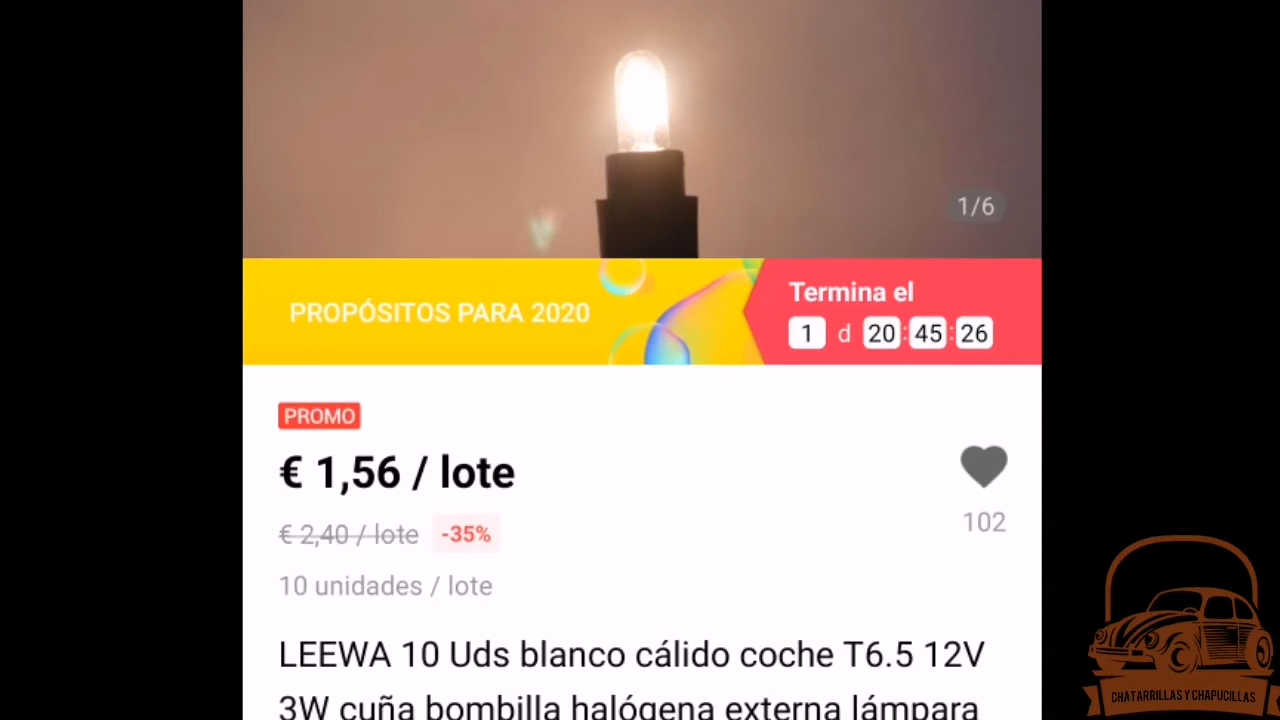 1/6
PROPÓSITOS PARA 2020
Termina el
1 d 20:45:26
PROMO
€ 1,56 / lote
€ 2,40 / lote -35%
102
10 unidades / lote
LEEWA 10 Uds blanco cálido coche T6.5 12V
3W cuña bombilla halógena externa lámpara
CHATARRILLAS Y CHAPUCILLAS